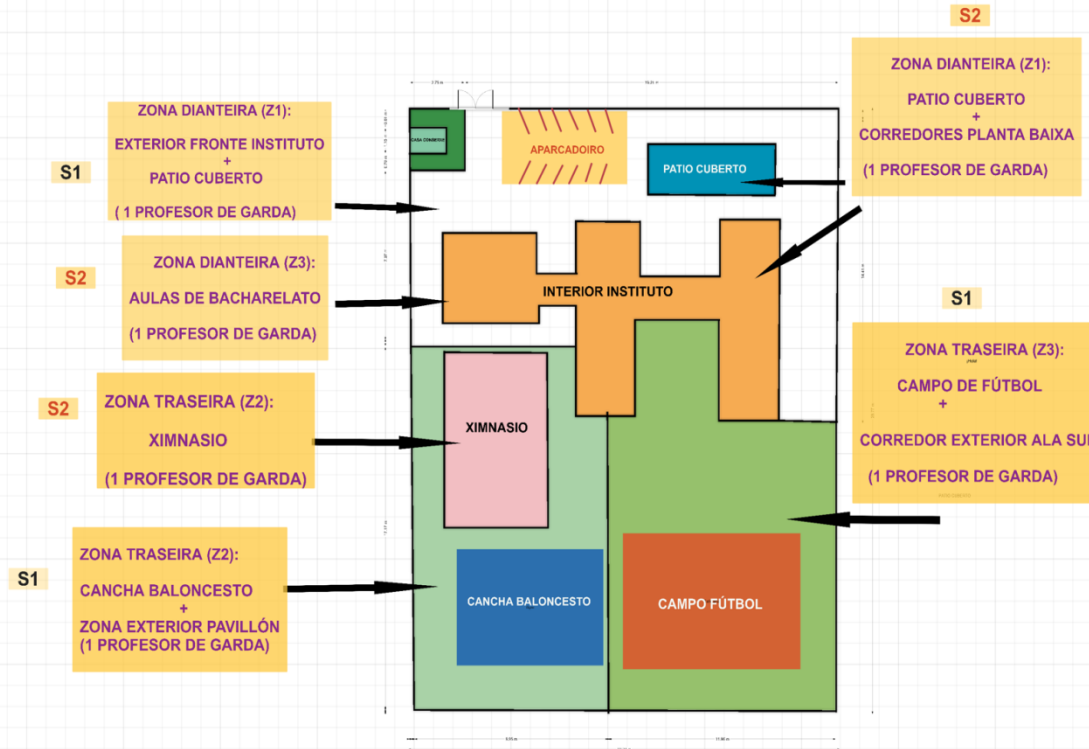 S2
ZONA DIANTEIRA (Z1):
PATIO CUBERTO
+
CORREDORES PLANTA BAIXA
(1 PROFESOR DE GARDA)
ZONA DIANTEIRA (Z1):
EXTERIOR FRONTE INSTITUTO
+
PATIO CUBERTO
( 1 PROFESOR DE GARDA)
S1
APARCADOIRO
PATIO CUBERTO
S2
ZONA DIANTEIRA (Z3):
AULAS DE BACHARELATO
(1 PROFESOR DE GARDA)
INTERIOR INSTITUTO
S1
ZONA TRASEIRA (Z3):
CAMPO DE FÚTBOL
+
CORREDOR EXTERIOR ALA SUR
(1 PROFESOR DE GARDA)
S2
ZONA TRASEIRA (Z2):
XIMNASIO
(1 PROFESOR DE GARDA)
XIMNASIO
S1
ZONA TRASEIRA (Z2):
CANCHA BALONCESTO
+
ZONA EXTERIOR PAVILLÓN
(1 PROFESOR DE GARDA)
CANCHA BALONCESTO
CAMPO FÚTBOL